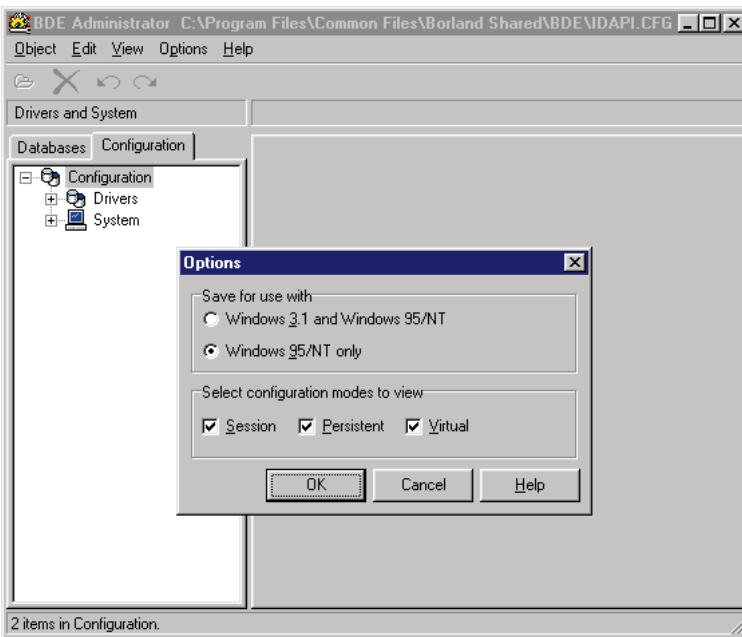 BDE Administrator C:\Program Files\Common Files\Borland Shared\BDE\IDAPI.CFG
Object Edit View Options Help
Drivers and System
Databases Configuration
Configuration
Drivers
System
Options
Save for use with
Windows 3.1 and Windows 95/NT
Windows 95/NT only
Select configuration modes to view
Session Persistent Virtual
OK Cancel Help
2 items in Configuration.